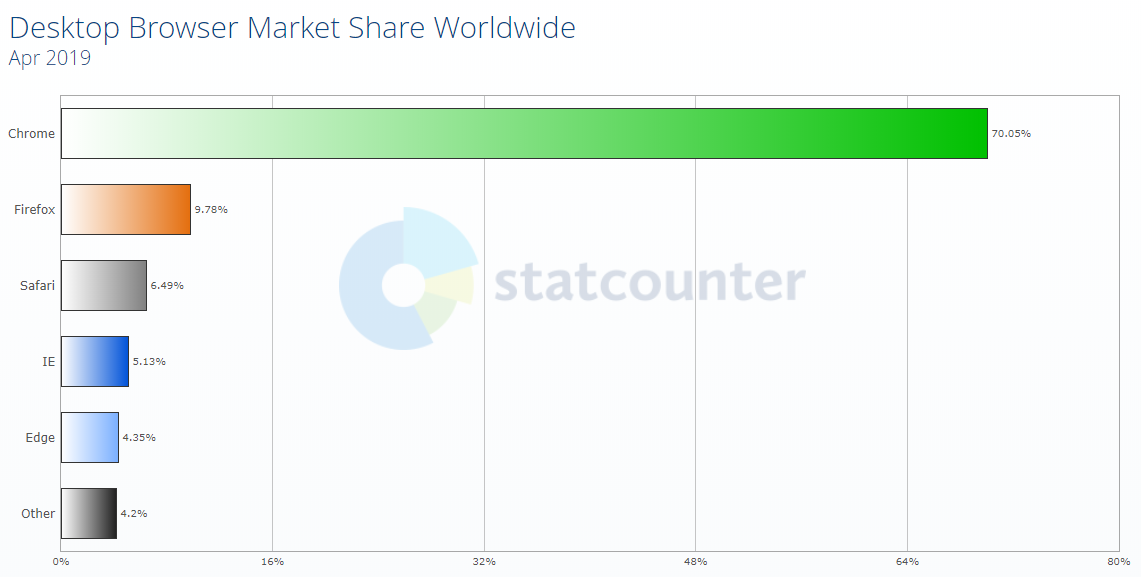 Desktop Browser Market Share Worldwide
Apr 2019
Chrome 70.05%
Firefox 9.78%
statcounter
Safari 6.49%
IE 5.13%
Edge 4.35%
Other 4.2%
0% 16% 32% 48% 64% 80%